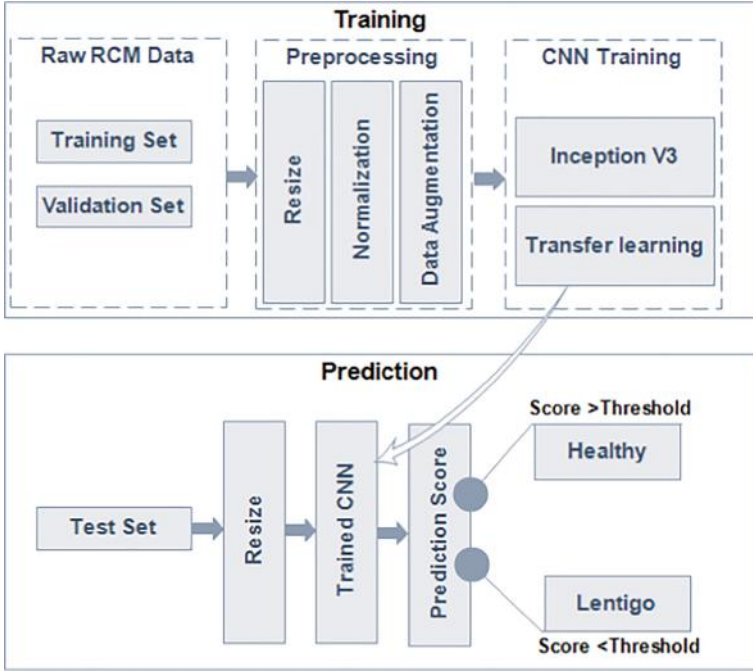 Training
Raw RCM Data
Training Set
Validation Set
Preprocessing
Resize
Normalization
Data Augmentation
CNN Training
Inception V3
Transfer learning
Prediction
Test Set
Resize
Trained CNN
Prediction Score
Score >Threshold
Healthy
Lentigo
Score <Threshold